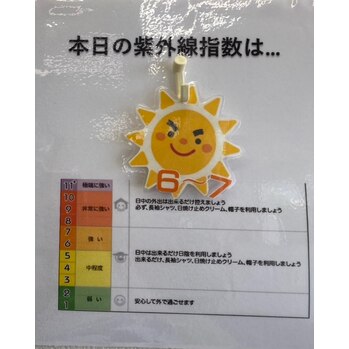 本日の紫外線指数は...
6~7
11+ 極端に強い
10
9 非常に強い
8
7
6 強い
5
4 中程度
3
2 弱い
1
日中の外出は出来るだけ控えましょう
必ず、長袖シャツ、日焼け止めクリーム、帽子を利用しましょう
日中は出来るだけ日陰を利用しましょう
出来るだけ、長袖シャツ、日焼け止めクリーム、帽子を利用しましょう
安心して外で過ごせます